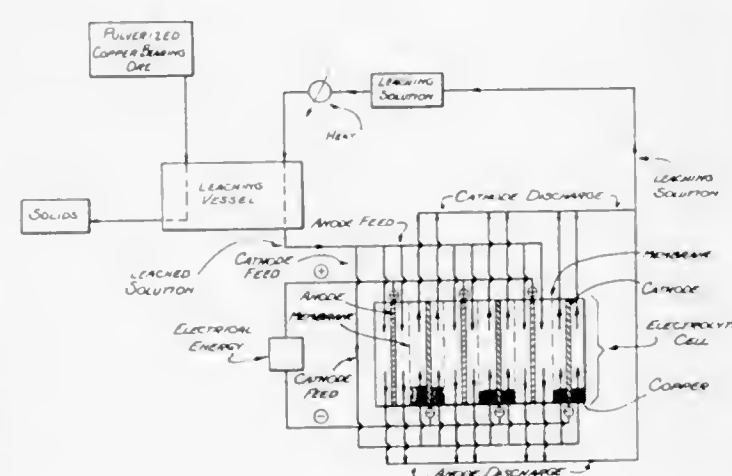 PULVERIZED
COPPER BEARING
ORE
LEACHING
SOLUTION
HEAT
LEACHING
VESSEL
SOLIDS
LEACHING
SOLUTION
CATHODE DISCHARGE
ANODE FEED
LEACHED
SOLUTION
CATHODE
FEED
+
MEMBRANE
ANODE
MEMBRANE
CATHODE
ELECTRICAL
ENERGY
ELECTROLYT
CELL
CATHODE
FEED
COPPER
−
ANODE DISCHARGE